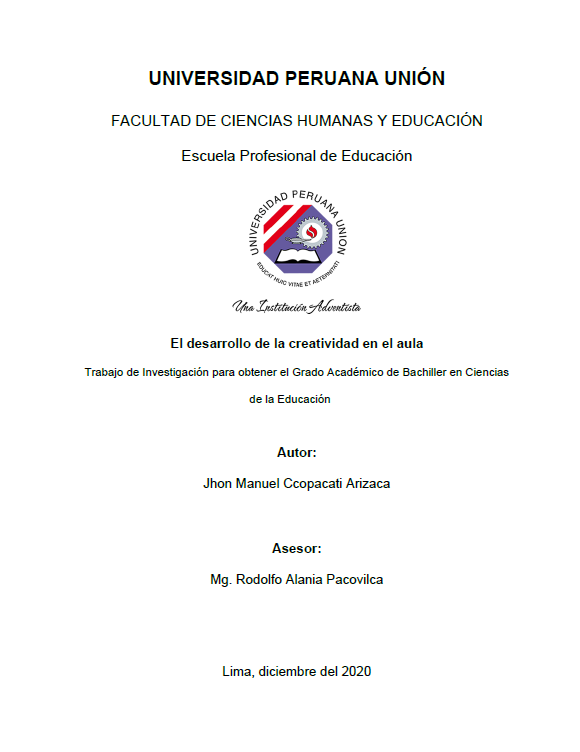 UNIVERSIDAD PERUANA UNIÓN
FACULTAD DE CIENCIAS HUMANAS Y EDUCACIÓN
Escuela Profesional de Educación
UNIVERSIDAD PERUANA UNION
EDUCAT HUIC VITAE ET AETERNITATI
Una Institución Adventista
El desarrollo de la creatividad en el aula
Trabajo de Investigación para obtener el Grado Académico de Bachiller en Ciencias
de la Educación
Autor:
Jhon Manuel Ccopacati Arizaca
Asesor:
Mg. Rodolfo Alania Pacovilca
Lima, diciembre del 2020